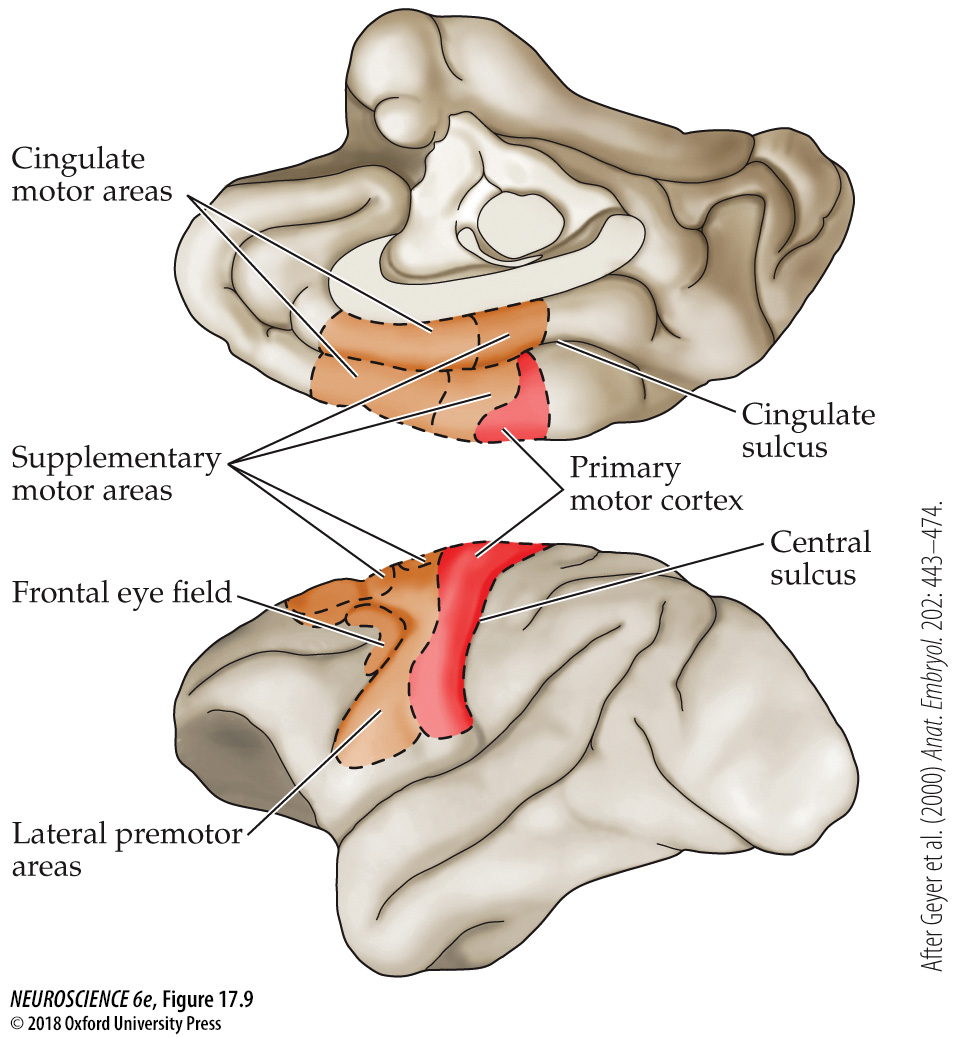 Cingulate
motor areas
Cingulate
sulcus
Supplementary
motor areas
Primary
motor cortex
Central
sulcus
Frontal eye field
Lateral premotor
areas
After Geyer et al. (2000) Anat. Embryol. 202: 443–474.
NEUROSCIENCE 6e, Figure 17.9
© 2018 Oxford University Press